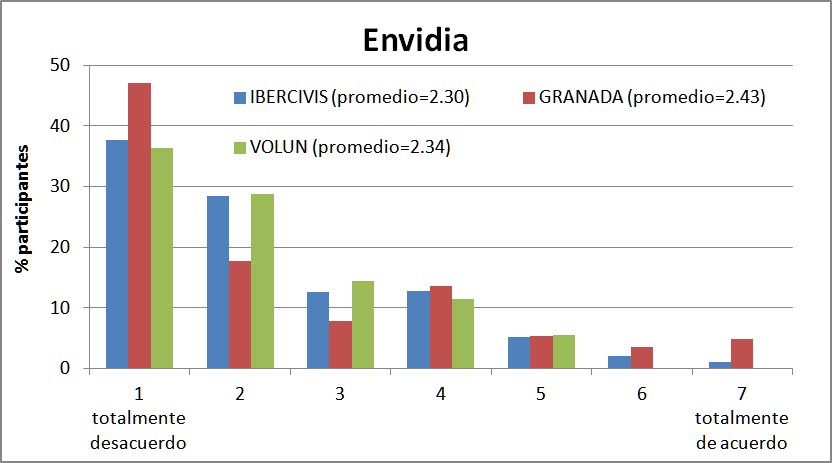 Envidia
50
40
30
20
10
0
% participantes
IBERCIVIS (promedio=2.30)
GRANADA (promedio=2.43)
VOLUN (promedio=2.34)
1 2 3 4 5 6 7
totalmente totalmente
desacuerdo de acuerdo